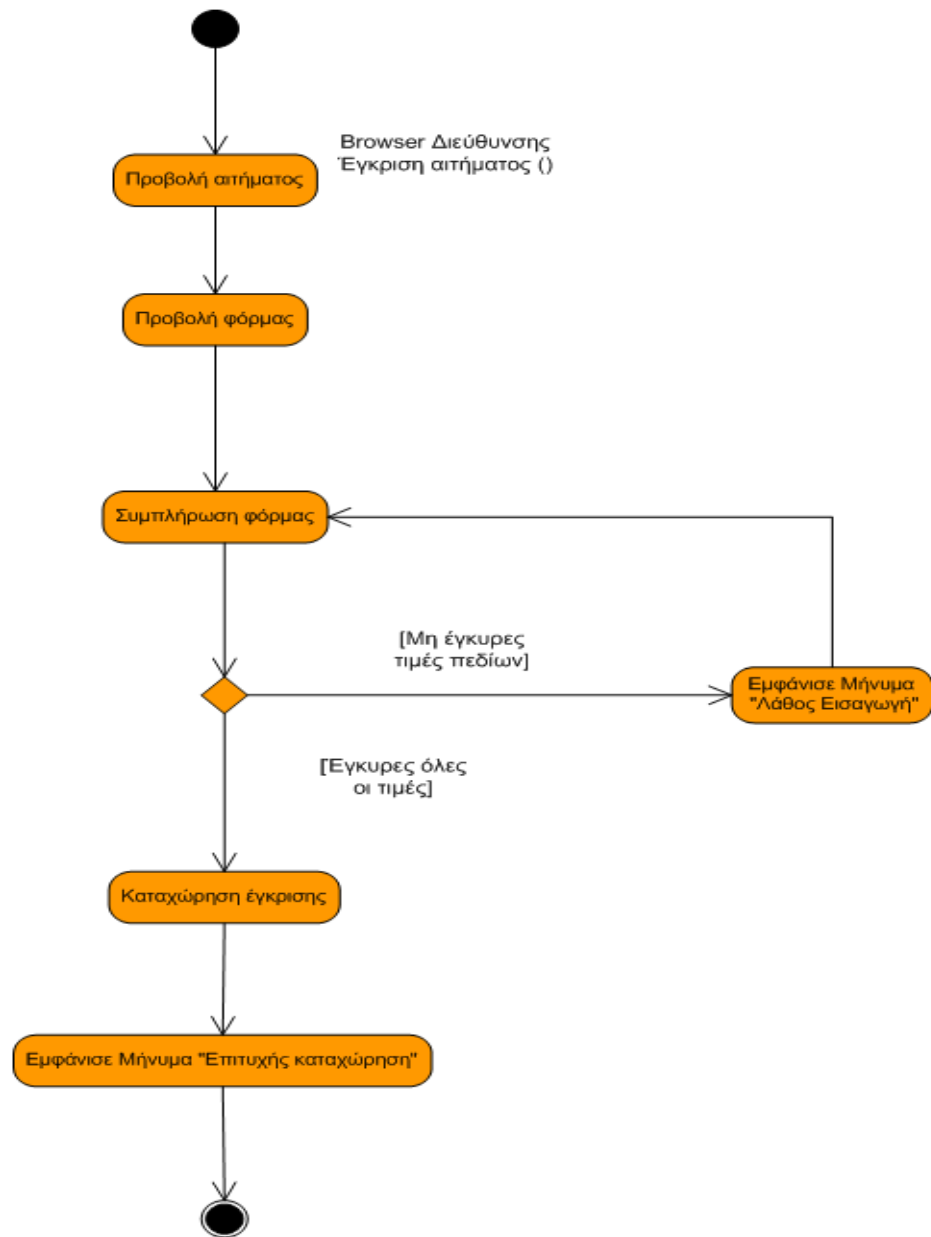 Browser Διεύθυνσης
Έγκριση αιτήματος ()
Προβολή αιτήματος
Προβολή φόρμας
Συμπλήρωση φόρμας
[Μη έγκυρες
τιμές πεδίων]
Εμφάνισε Μήνυμα
"Λάθος Εισαγωγή"
[Έγκυρες όλες
οι τιμές]
Καταχώρηση έγκρισης
Εμφάνισε Μήνυμα "Επιτυχής καταχώρηση"